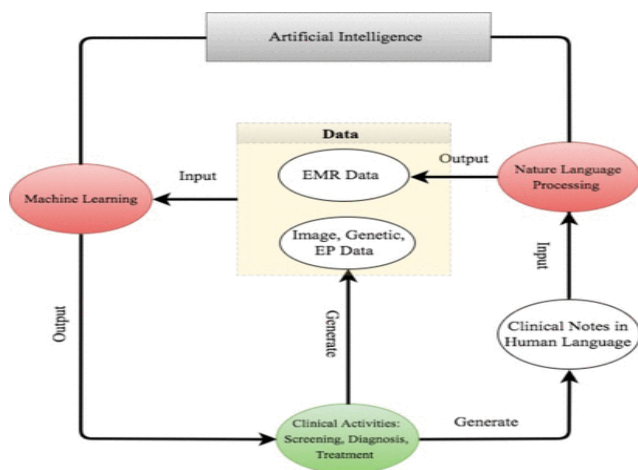 Artificial Intelligence
Data
Output
Nature Language
Processing
Input
EMR Data
Machine Learning
Image, Genetic,
EP Data
Input
Output
Generate
Clinical Notes in
Human Language
Clinical Activities:
Screening, Diagnosis,
Treatment
Generate